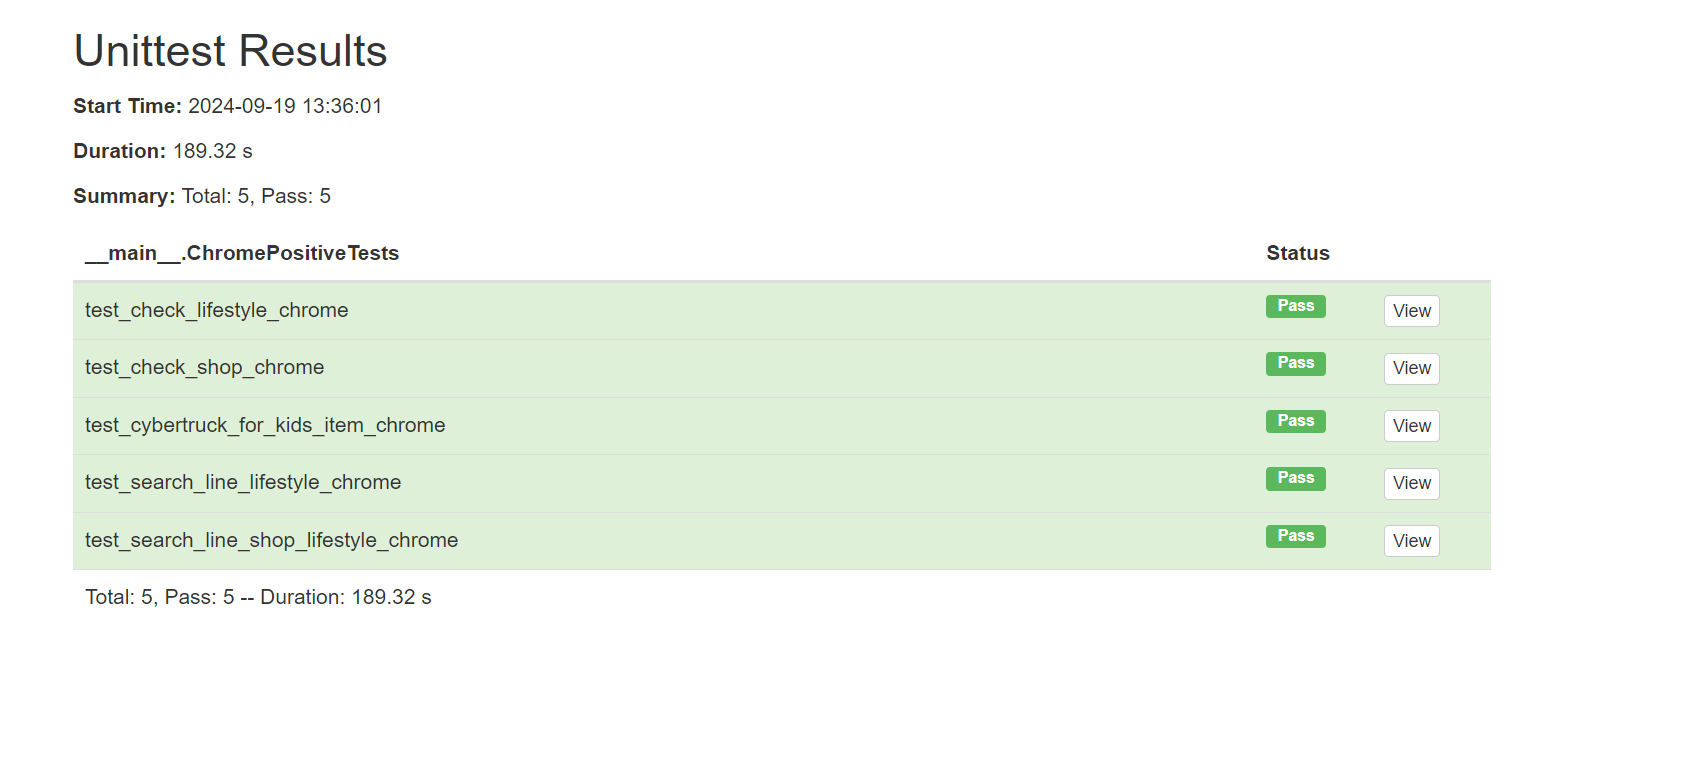 Unittest Results
Start Time: 2024-09-19 13:36:01
Duration: 189.32 s
Summary: Total: 5, Pass: 5
__main__.ChromePositiveTests Status
test_check_lifestyle_chrome Pass View
test_check_shop_chrome Pass View
test_cybertruck_for_kids_item_chrome Pass View
test_search_line_lifestyle_chrome Pass View
test_search_line_shop_lifestyle_chrome Pass View
Total: 5, Pass: 5 -- Duration: 189.32 s